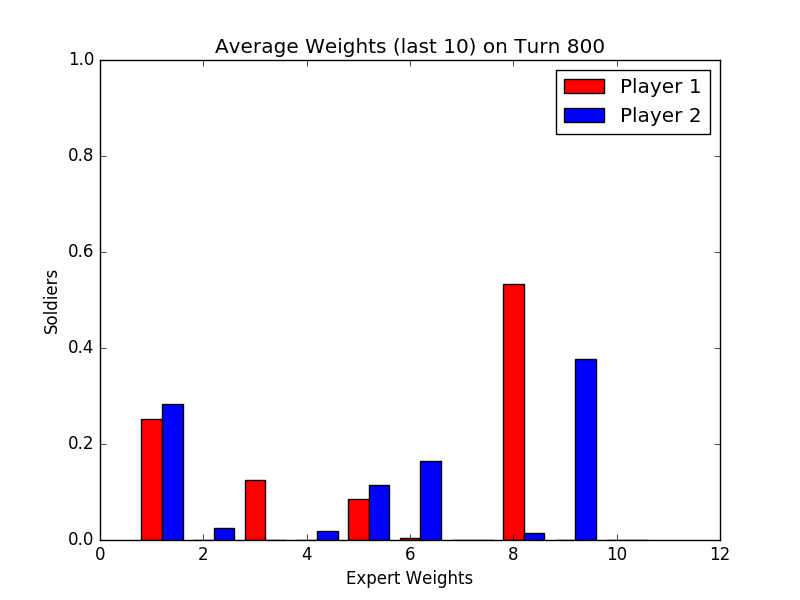 Average Weights (last 10) on Turn 800
Player 1
Player 2
1.0
0.8
0.6
0.4
0.2
0.0
Soldiers
0 2 4 6 8 10 12
Expert Weights